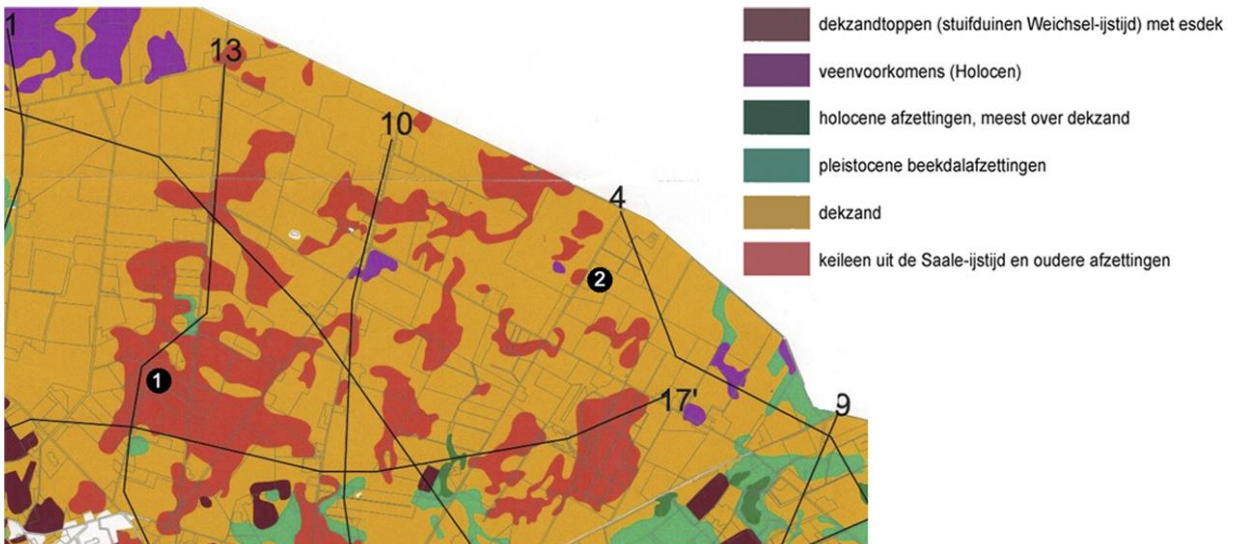 1
13
10
4
2
1
17'
9
dekzandtoppen (stuifduinen Weichsel-ijstijd) met esdek
veenvoorkomens (Holocen)
holocene afzettingen, meest over dekzand
pleistocene beekdalafzettingen
dekzand
keileen uit de Saale-ijstijd en oudere afzettingen